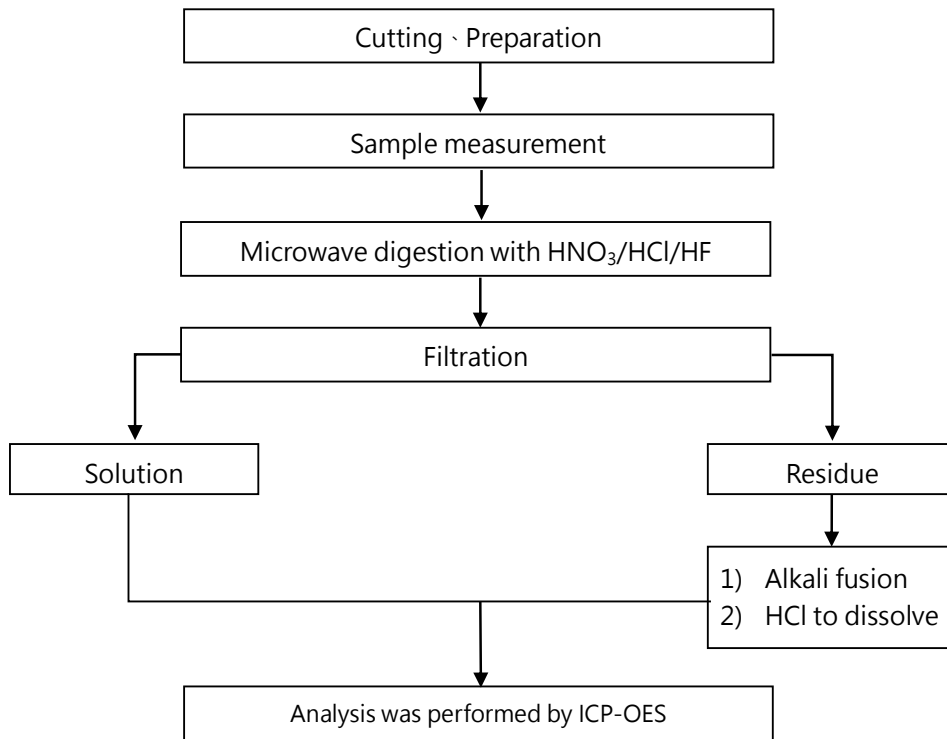 Cutting、Preparation
Sample measurement
Microwave digestion with HNO₃/HCl/HF
Filtration
Solution
Residue
1) Alkali fusion
2) HCl to dissolve
Analysis was performed by ICP-OES